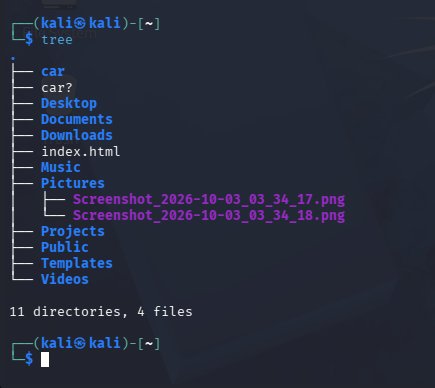 ┌──(kali㉿kali)-[~]
└─$ tree
.
├── car
├── car?
├── Desktop
├── Documents
├── Downloads
├── index.html
├── Music
├── Pictures
│   ├── Screenshot_2026-10-03_03_34_17.png
│   └── Screenshot_2026-10-03_03_34_18.png
├── Projects
├── Public
├── Templates
└── Videos

11 directories, 4 files

┌──(kali㉿kali)-[~]
└─$